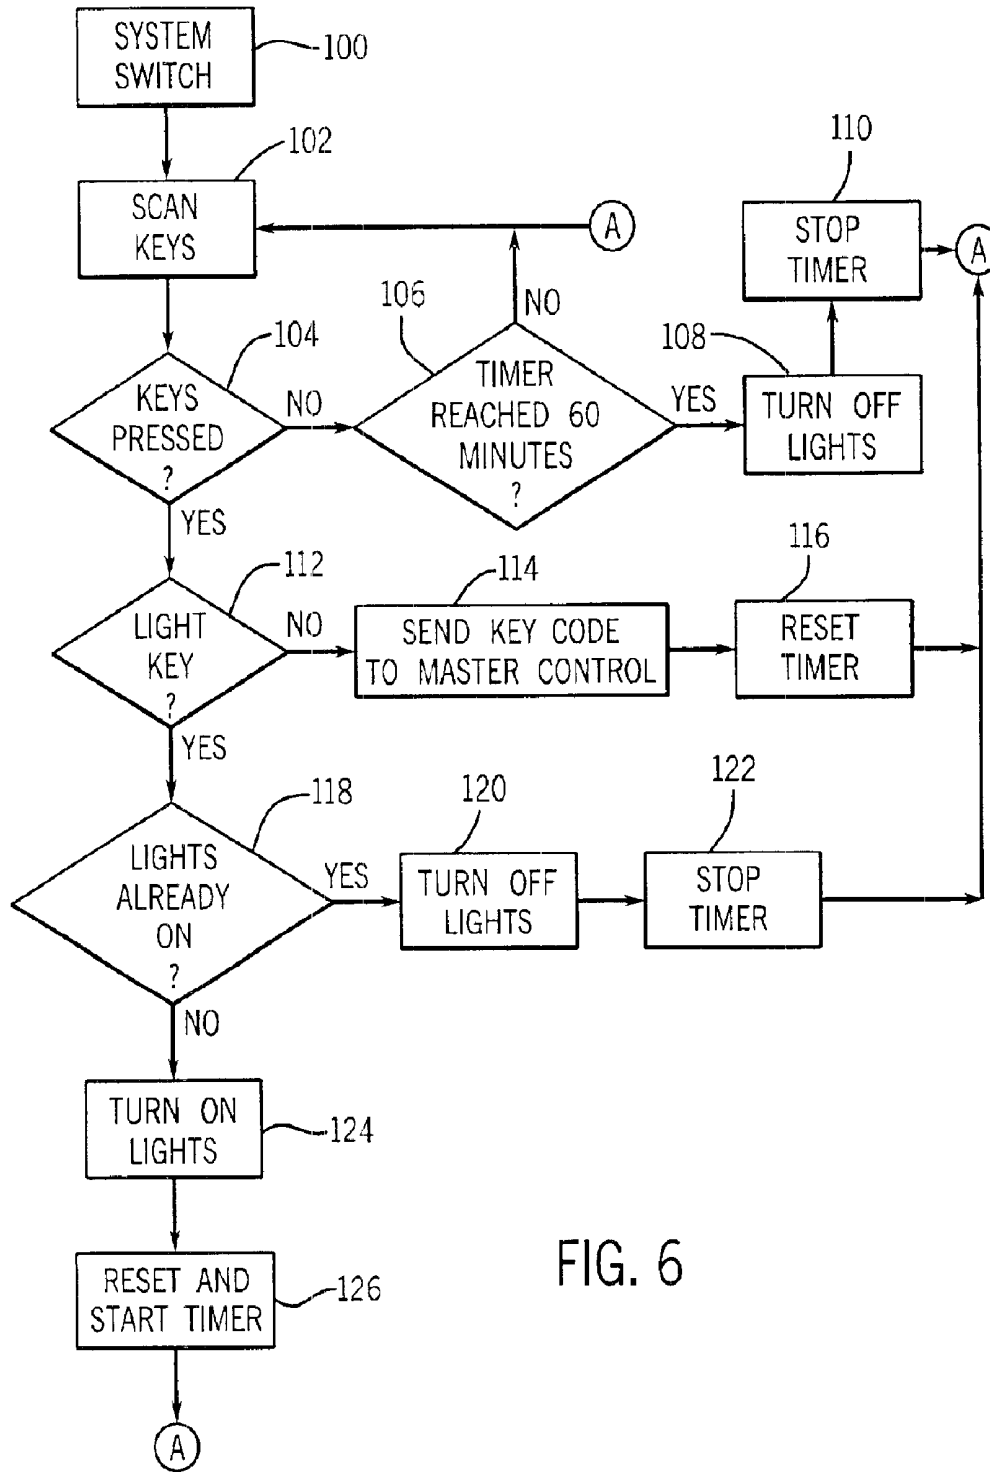 SYSTEM
SWITCH
100
102
SCAN
KEYS
A
110
STOP
TIMER
A
106
NO
104
KEYS
PRESSED
?
NO
TIMER
REACHED 60
MINUTES
?
YES
108
TURN OFF
LIGHTS
YES
112
LIGHT
KEY
?
NO
114
SEND KEY CODE
TO MASTER CONTROL
116
RESET
TIMER
YES
118
LIGHTS
ALREADY
ON
?
YES
120
TURN OFF
LIGHTS
122
STOP
TIMER
NO
TURN ON
LIGHTS
124
RESET AND
START TIMER
126
A
FIG. 6